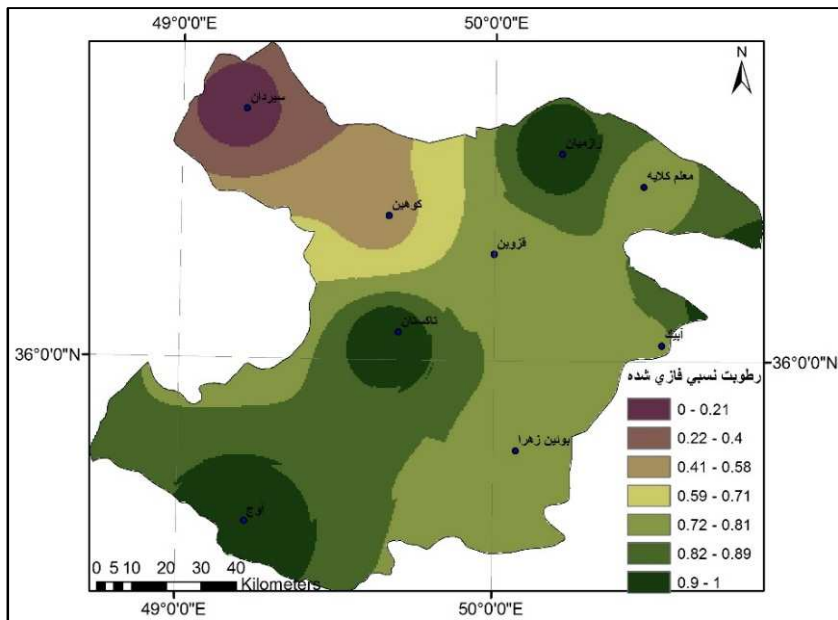 49°0'0"E 50°0'0"E
N
سیردان
رازمیان
معلم کلایه
کوهین
قزوین
تاکستان
36°0'0"N 36°0'0"N
آبیک
رطوبت نسبي فازي شده
0 - 0.21
0.22 - 0.4
0.41 - 0.58
بوئین زهرا
0.59 - 0.71
0.72 - 0.81
آوج
0.82 - 0.89
0.9 - 1
0 5 10 20 30 40
Kilometers
49°0'0"E 50°0'0"E